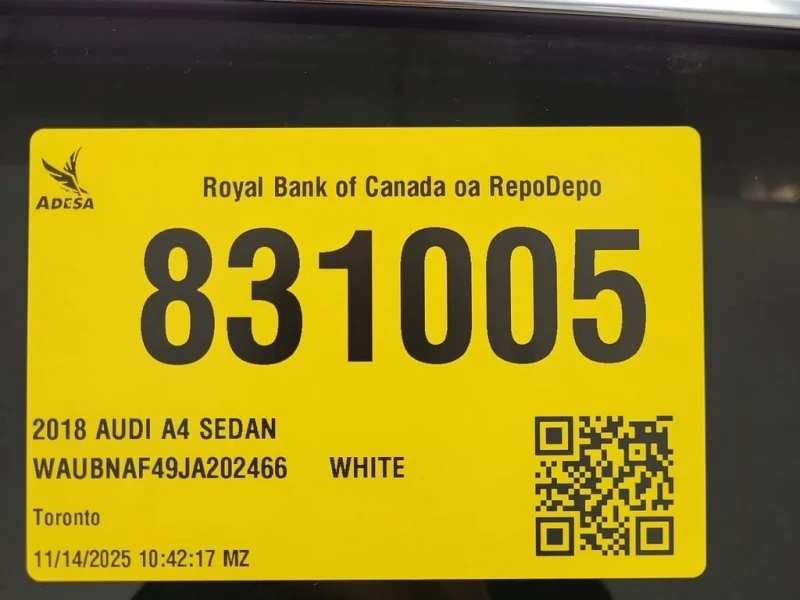 ADESA
Royal Bank of Canada oa RepoDepo
831005
2018 AUDI A4 SEDAN
WAUBNAF49JA202466 WHITE
Toronto
11/14/2025 10:42:17 MZ